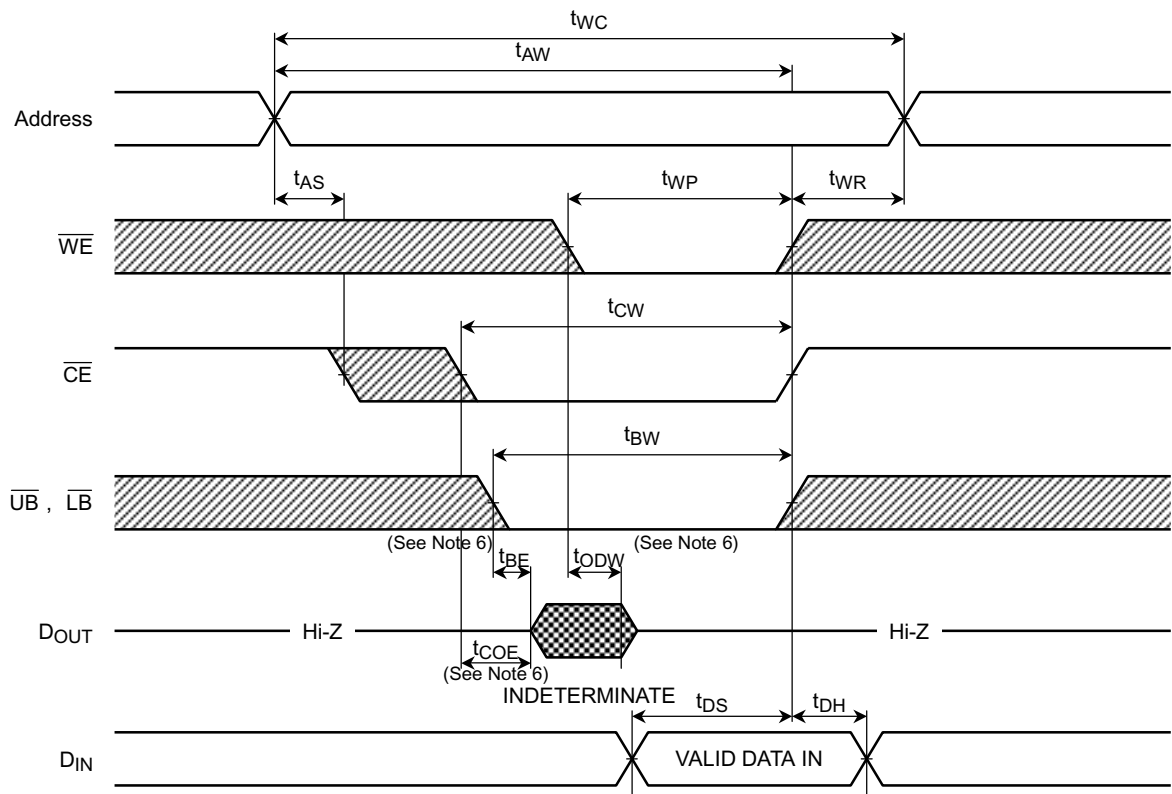 tWC
tAW
Address
tAS
tWP
tWR
WE
tCW
CE
tBW
UB , LB
(See Note 6)
(See Note 6)
tBE
tODW
DOUT
Hi-Z
Hi-Z
tCOE
(See Note 6)
INDETERMINATE
tDS
tDH
DIN
VALID DATA IN